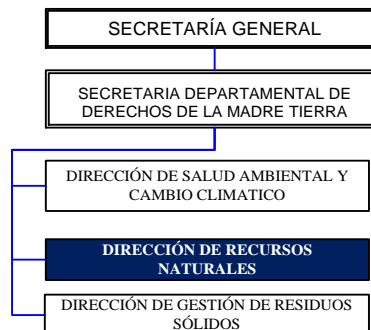 SECRETARÍA GENERAL
SECRETARIA DEPARTAMENTAL DE
DERECHOS DE LA MADRE TIERRA
DIRECCIÓN DE SALUD AMBIENTAL Y
CAMBIO CLIMATICO
DIRECCIÓN DE RECURSOS
NATURALES
DIRECCIÓN DE GESTIÓN DE RESIDUOS
SÓLIDOS